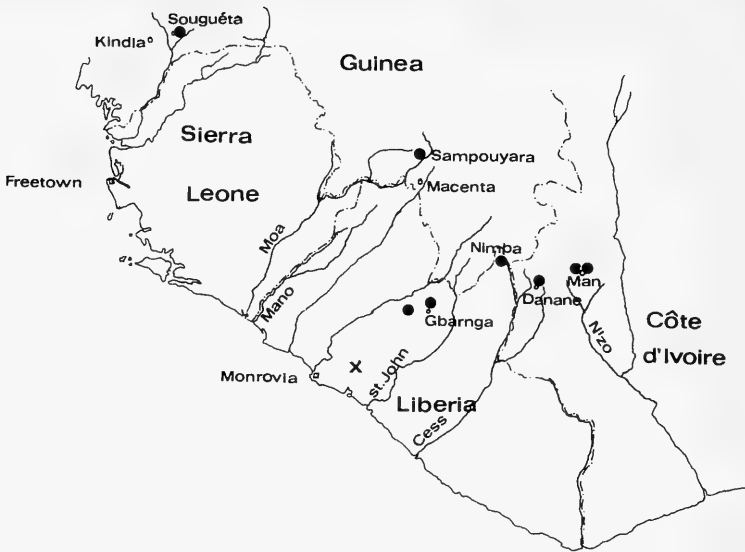 Souguéta
Kindia
Guinea
Sierra
Leone
Sampouyara
Macenta
Freetown
Moa
Mano
Nimba
Man
Danane
Gbarnga
N'zo
Côte
d'Ivoire
Monrovia
st.John
Liberia
Cess